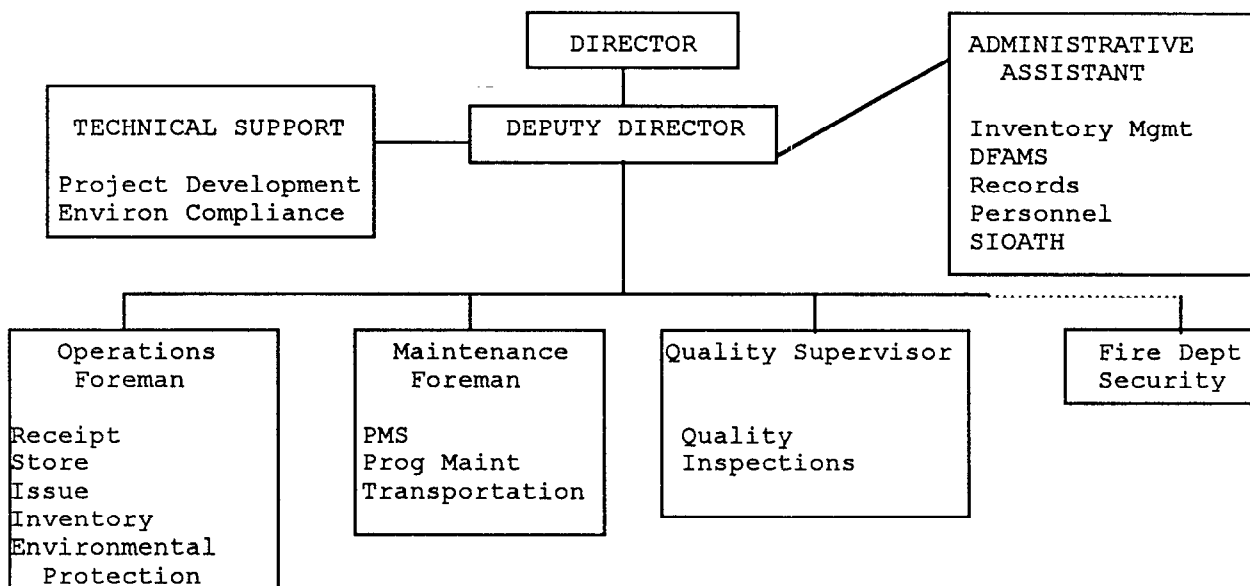 DIRECTOR
ADMINISTRATIVE
ASSISTANT
Inventory Mgmt
DFAMS
Records
Personnel
SIOATH
TECHNICAL SUPPORT
Project Development
Environ Compliance
DEPUTY DIRECTOR
Operations
Foreman
Receipt
Store
Issue
Inventory
Environmental
Protection
Maintenance
Foreman
PMS
Prog Maint
Transportation
Quality Supervisor
Quality
Inspections
Fire Dept
Security